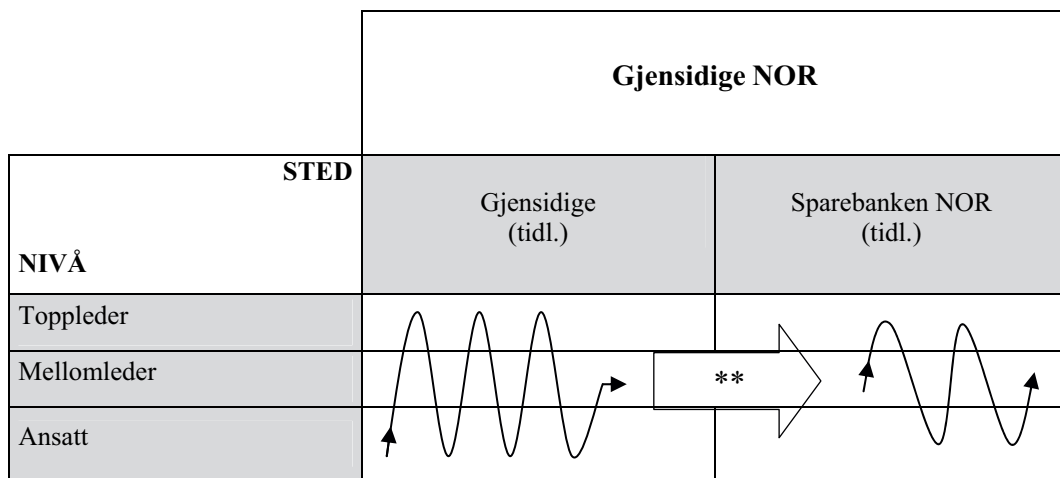 Gjensidige NOR
STED
NIVÅ
Gjensidige
(tidl.)
Sparebanken NOR
(tidl.)
Toppleder
Mellomleder
**
Ansatt